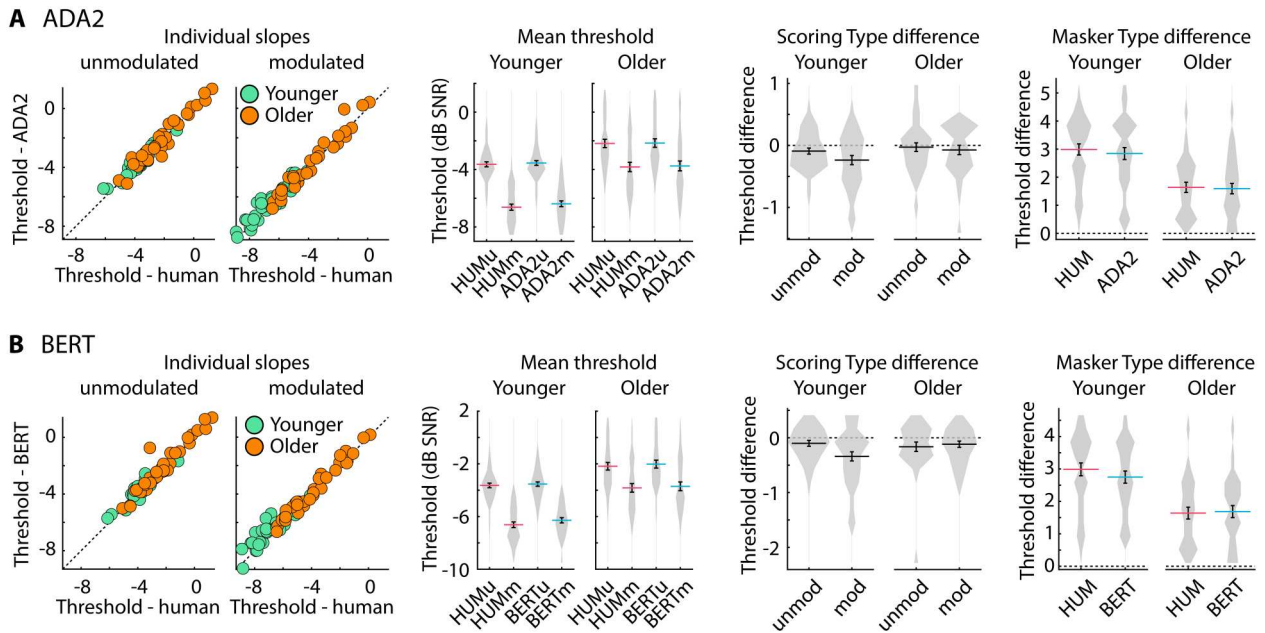 A ADA2
Individual slopes
unmodulated modulated
Younger
Older
Threshold - ADA2
0
-4
-8
-8 -4 0 -8 -4 0
Threshold - human Threshold - human
Mean threshold
Younger Older
Threshold (dB SNR)
0
-4
-8
HUMu HUMm ADA2u ADA2m HUMu HUMm ADA2u ADA2m
Scoring Type difference
Younger Older
Threshold difference
1
0
-1
unmod mod unmod mod
Masker Type difference
Younger Older
Threshold difference
5
4
3
2
1
0
HUM ADA2 HUM ADA2
B BERT
Individual slopes
unmodulated modulated
Younger
Older
Threshold - BERT
0
-4
-8
-8 -4 0 -8 -4 0
Threshold - human Threshold - human
Mean threshold
Younger Older
Threshold (dB SNR)
2
-2
-6
-10
HUMu HUMm BERTu BERTm HUMu HUMm BERTu BERTm
Scoring Type difference
Younger Older
Threshold difference
0
-1
-2
unmod mod unmod mod
Masker Type difference
Younger Older
Threshold difference
4
3
2
1
0
HUM BERT HUM BERT